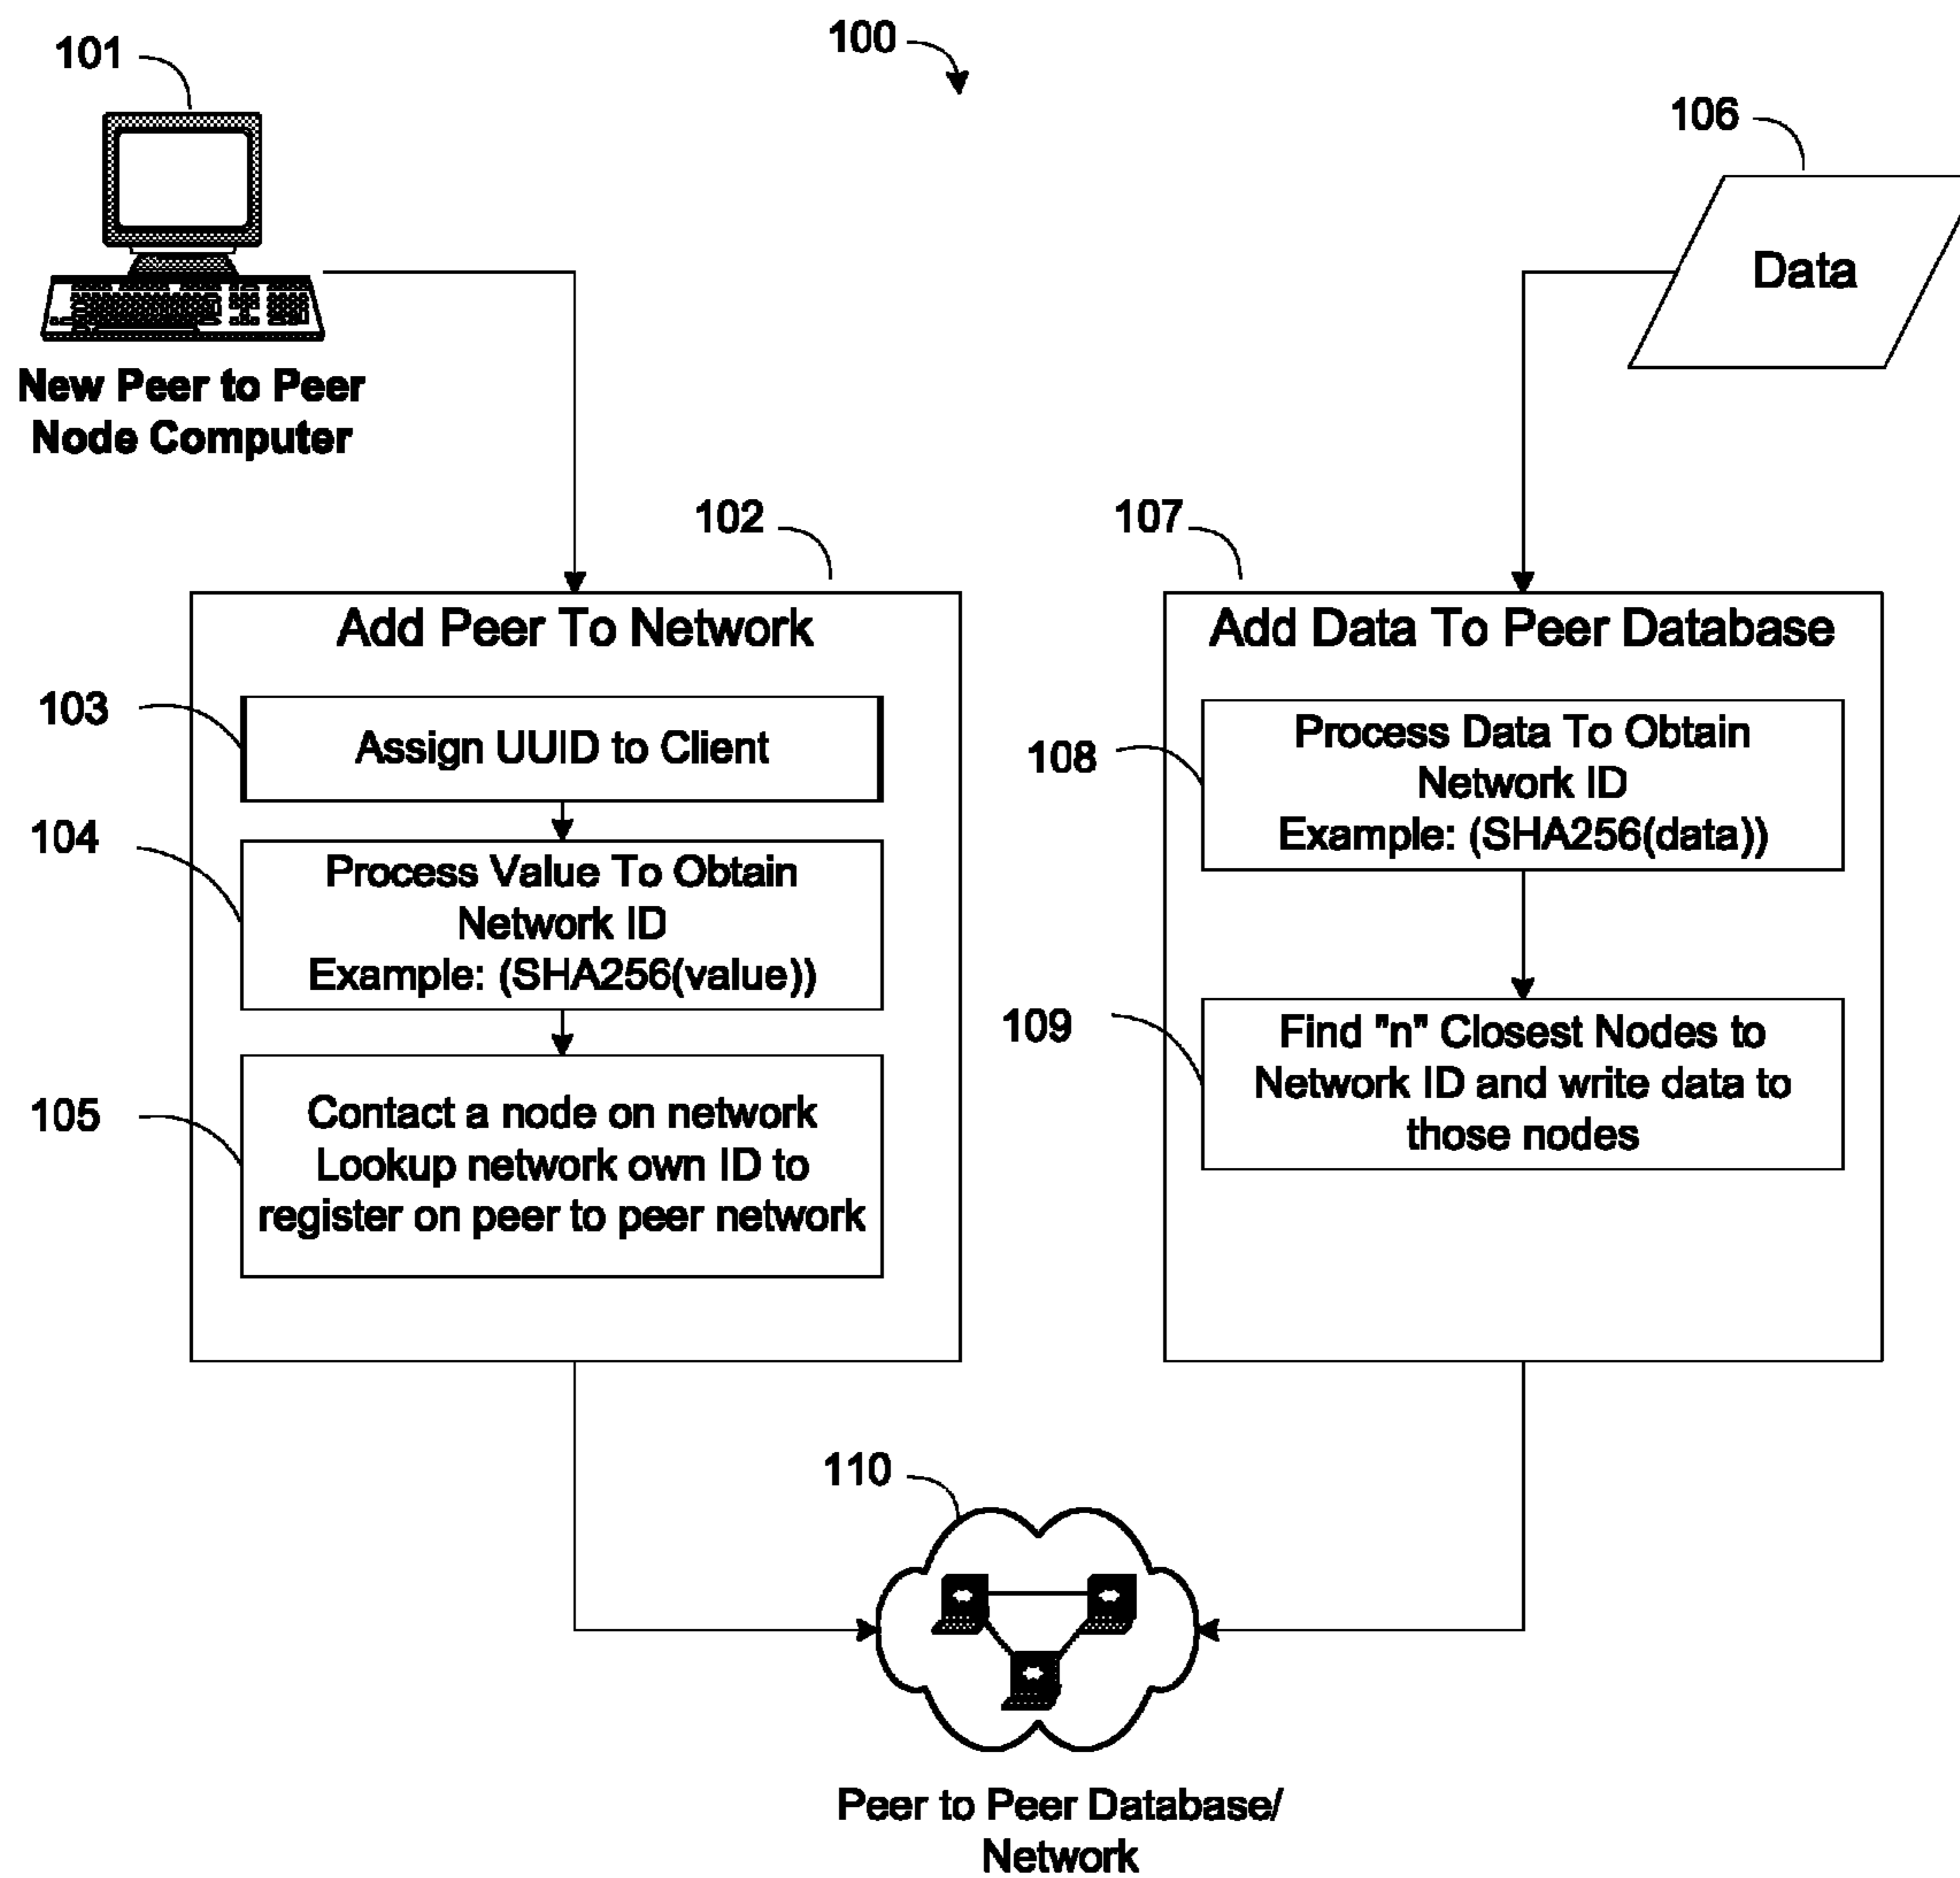 100
101
106
Data
New Peer to Peer
Node Computer
102
Add Peer To Network
103
Assign UUID to Client
104
Process Value To Obtain
Network ID
Example: (SHA256(value))
105
Contact a node on network
Lookup network own ID to
register on peer to peer network
107
Add Data To Peer Database
108
Process Data To Obtain
Network ID
Example: (SHA256(data))
109
Find "n" Closest Nodes to
Network ID and write data to
those nodes
110
Peer to Peer Database/
Network